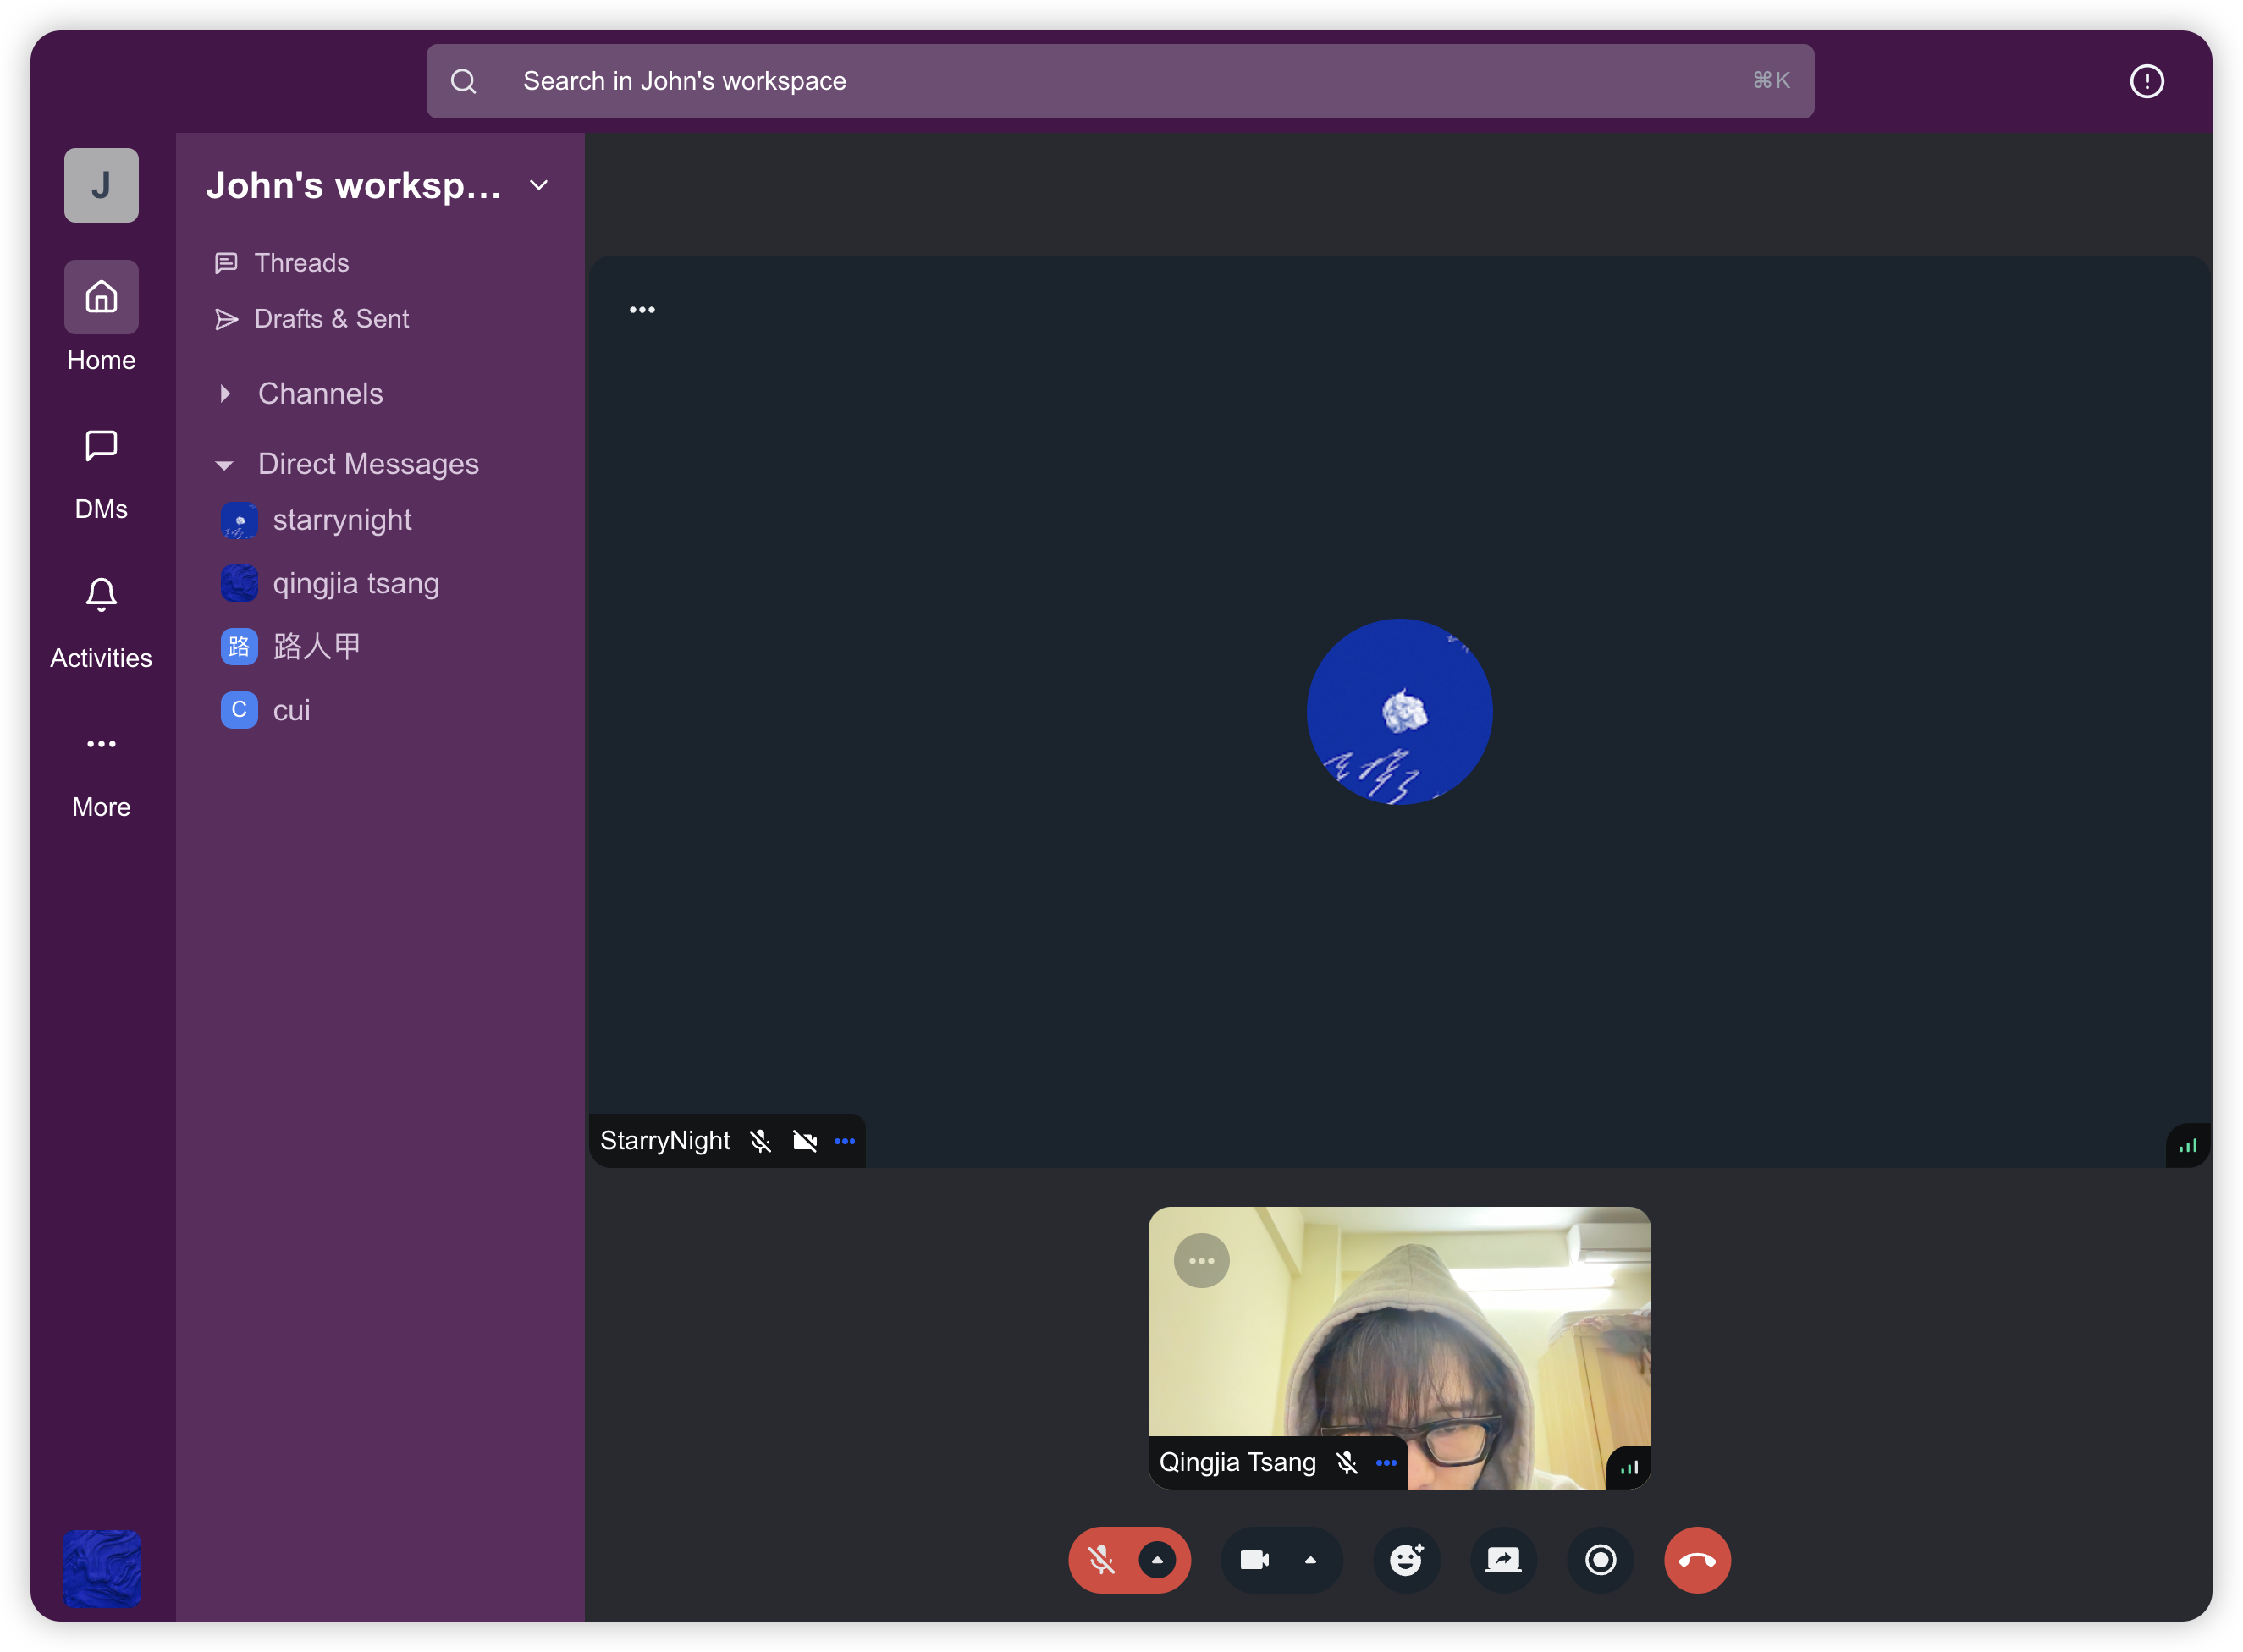 Search in John's workspace
⌘K
J
Home
DMs
Activities
More
John's worksp...
Threads
Drafts & Sent
Channels
Direct Messages
starrynight
qingjia tsang
路 路人甲
C cui
StarryNight
Qingjia Tsang